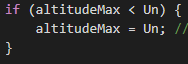 if (altitudeMax < Un) {
    altitudeMax = Un; //
}